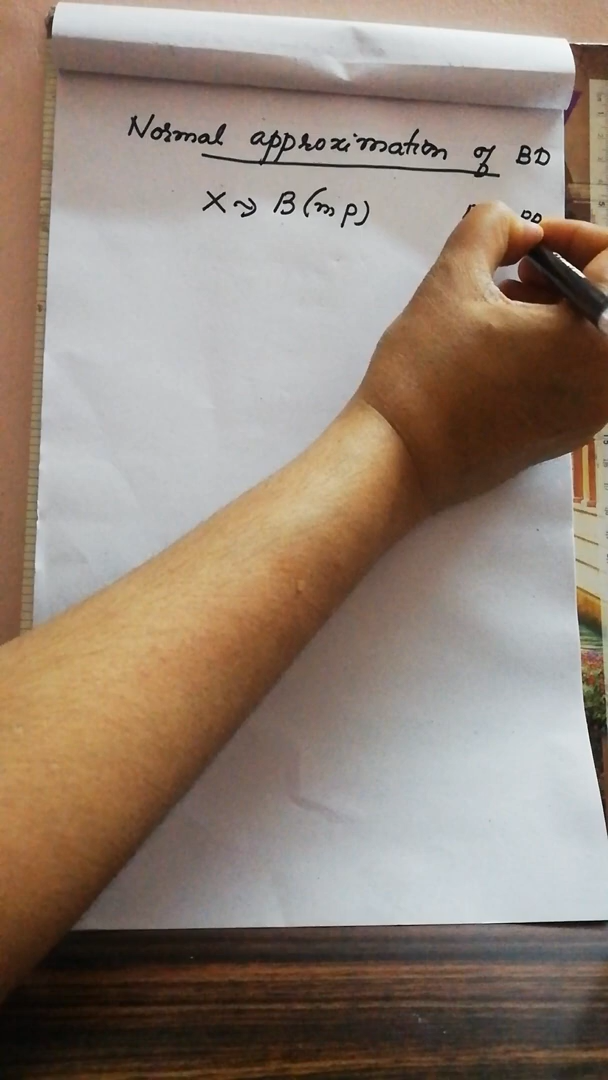 Normal approximation of BD
X ~> B(n p)